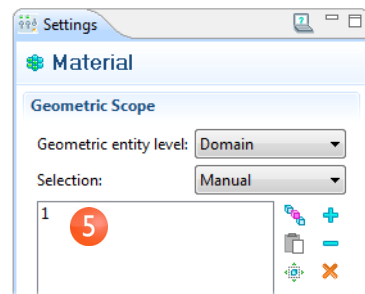 Settings
Material
Geometric Scope
Geometric entity level: Domain
Selection: Manual
1
5